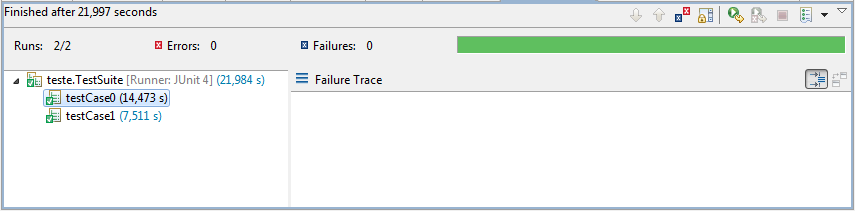 Finished after 21,997 seconds
Runs: 2/2 Errors: 0 Failures: 0
teste.TestSuite [Runner: JUnit 4] (21,984 s)
testCase0 (14,473 s)
testCase1 (7,511 s)
Failure Trace